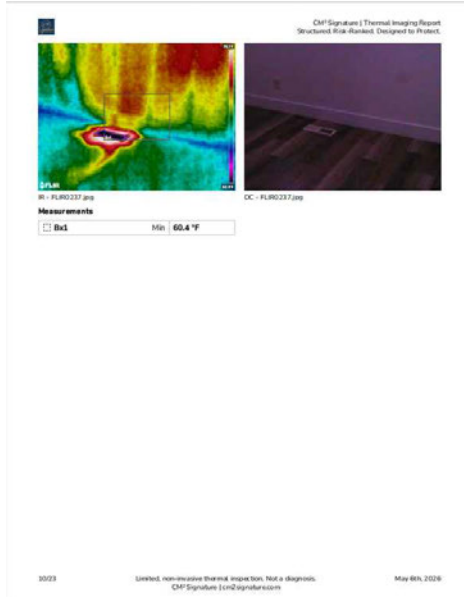 CM² Signature | Thermal Imaging Report
Structured. Risk-Ranked. Designed to Protect.
FLIR
IR - FLIR0237.jpg
DC - FLIR0237.jpg
Measurements
Bx1 Min 60.4 °F
10/23
Limited, non-invasive thermal inspection. Not a diagnosis.
May 6th, 2026
CM² Signature | cm2signature.com